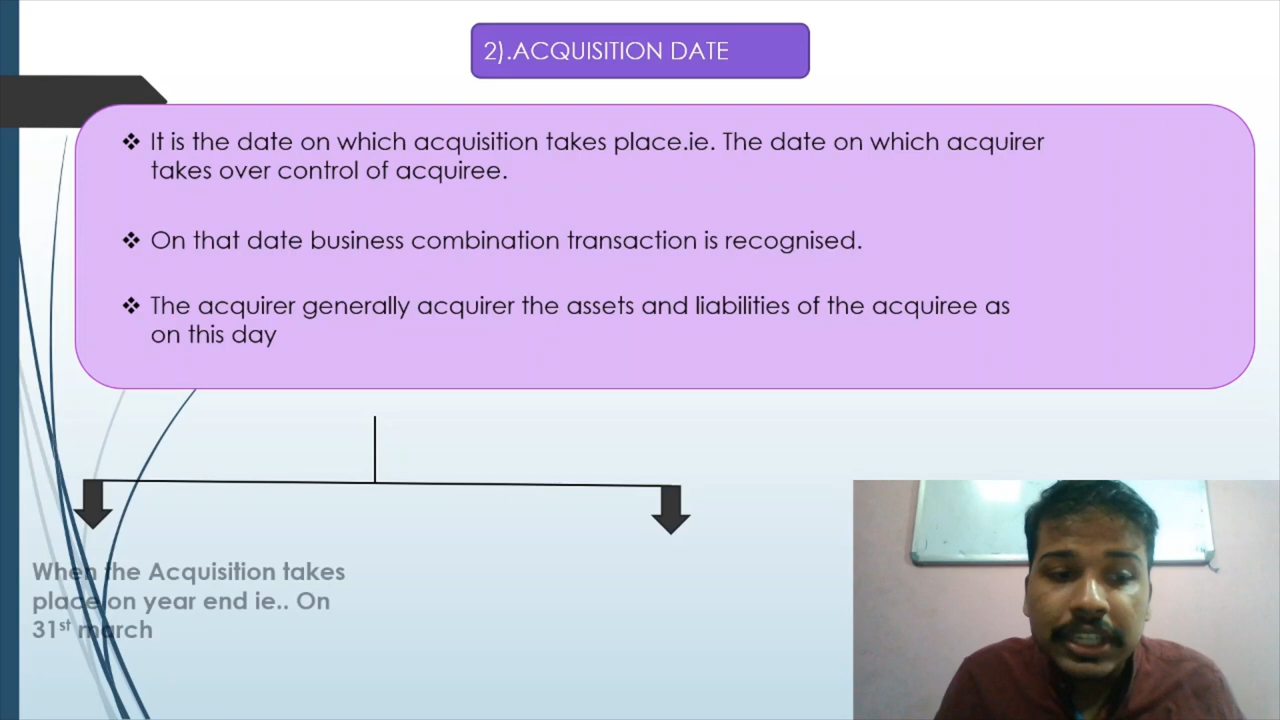 2).ACQUISITION DATE
❖ It is the date on which acquisition takes place.ie. The date on which acquirer
takes over control of acquiree.
❖ On that date business combination transaction is recognised.
❖ The acquirer generally acquirer the assets and liabilities of the acquiree as
on this day
When the Acquisition takes
place on year end ie.. On
31st march